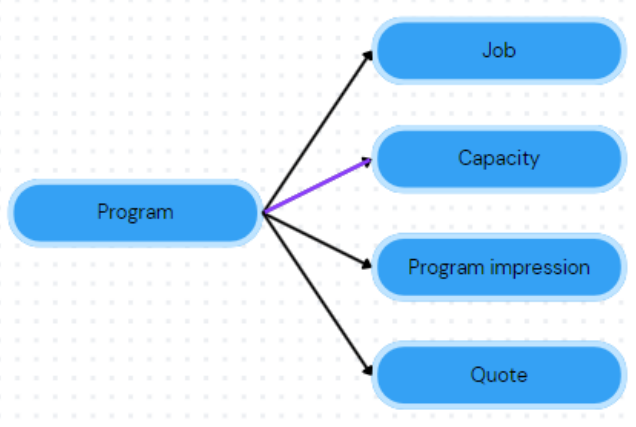 Job
Capacity
Program
Program impression
Quote